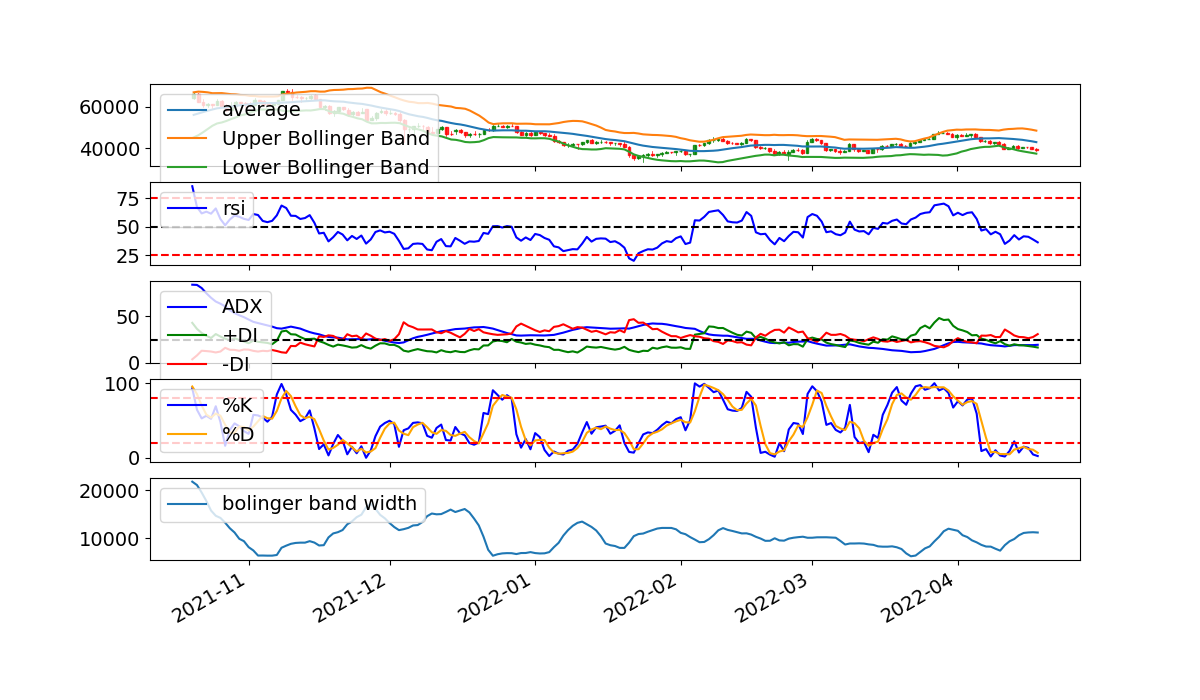 60000
40000
average
Upper Bollinger Band
Lower Bollinger Band
75
50
25
rsi
50
0
ADX
+DI
-DI
100
50
0
%K
%D
20000
10000
bolinger band width
2021-11
2021-12
2022-01
2022-02
2022-03
2022-04